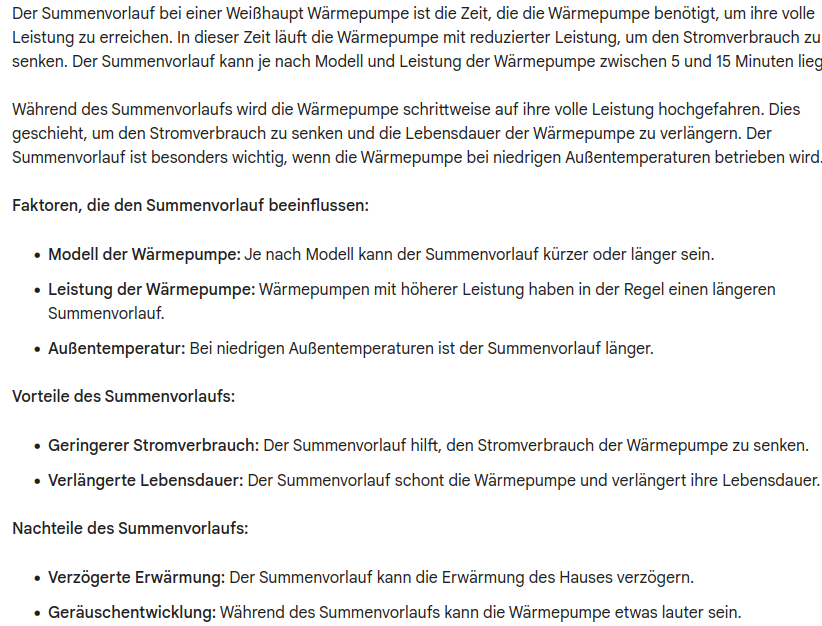 Der Summenvorlauf bei einer Weißhaupt Wärmepumpe ist die Zeit, die die Wärmepumpe benötigt, um ihre volle
Leistung zu erreichen. In dieser Zeit läuft die Wärmepumpe mit reduzierter Leistung, um den Stromverbrauch zu
senken. Der Summenvorlauf kann je nach Modell und Leistung der Wärmepumpe zwischen 5 und 15 Minuten lieg
Während des Summenvorlaufs wird die Wärmepumpe schrittweise auf ihre volle Leistung hochgefahren. Dies
geschieht, um den Stromverbrauch zu senken und die Lebensdauer der Wärmepumpe zu verlängern. Der
Summenvorlauf ist besonders wichtig, wenn die Wärmepumpe bei niedrigen Außentemperaturen betrieben wird.
Faktoren, die den Summenvorlauf beeinflussen:
• Modell der Wärmepumpe: Je nach Modell kann der Summenvorlauf kürzer oder länger sein.
• Leistung der Wärmepumpe: Wärmepumpen mit höherer Leistung haben in der Regel einen längeren
Summenvorlauf.
• Außentemperatur: Bei niedrigen Außentemperaturen ist der Summenvorlauf länger.
Vorteile des Summenvorlaufs:
• Geringerer Stromverbrauch: Der Summenvorlauf hilft, den Stromverbrauch der Wärmepumpe zu senken.
• Verlängerte Lebensdauer: Der Summenvorlauf schont die Wärmepumpe und verlängert ihre Lebensdauer.
Nachteile des Summenvorlaufs:
• Verzögerte Erwärmung: Der Summenvorlauf kann die Erwärmung des Hauses verzögern.
• Geräuschentwicklung: Während des Summenvorlaufs kann die Wärmepumpe etwas lauter sein.